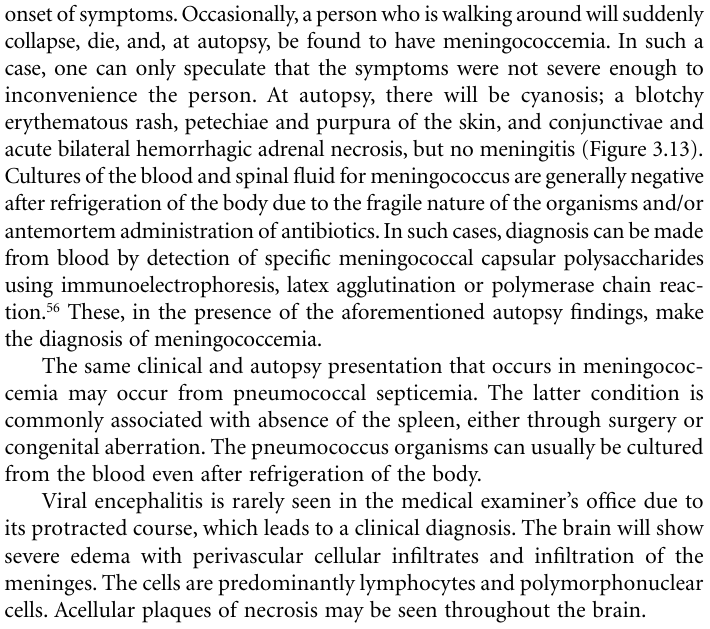 onset of symptoms. Occasionally, a person who is walking around will suddenly
collapse, die, and, at autopsy, be found to have meningococcemia. In such a
case, one can only speculate that the symptoms were not severe enough to
inconvenience the person. At autopsy, there will be cyanosis; a blotchy
erythematous rash, petechiae and purpura of the skin, and conjunctivae and
acute bilateral hemorrhagic adrenal necrosis, but no meningitis (Figure 3.13).
Cultures of the blood and spinal fluid for meningococcus are generally negative
after refrigeration of the body due to the fragile nature of the organisms and/or
antemortem administration of antibiotics. In such cases, diagnosis can be made
from blood by detection of specific meningococcal capsular polysaccharides
using immunoelectrophoresis, latex agglutination or polymerase chain reac-
tion.56 These, in the presence of the aforementioned autopsy findings, make
the diagnosis of meningococcemia.
The same clinical and autopsy presentation that occurs in meningococ-
cemia may occur from pneumococcal septicemia. The latter condition is
commonly associated with absence of the spleen, either through surgery or
congenital aberration. The pneumococcus organisms can usually be cultured
from the blood even after refrigeration of the body.
Viral encephalitis is rarely seen in the medical examiner's office due to
its protracted course, which leads to a clinical diagnosis. The brain will show
severe edema with perivascular cellular infiltrates and infiltration of the
meninges. The cells are predominantly lymphocytes and polymorphonuclear
cells. Acellular plaques of necrosis may be seen throughout the brain.